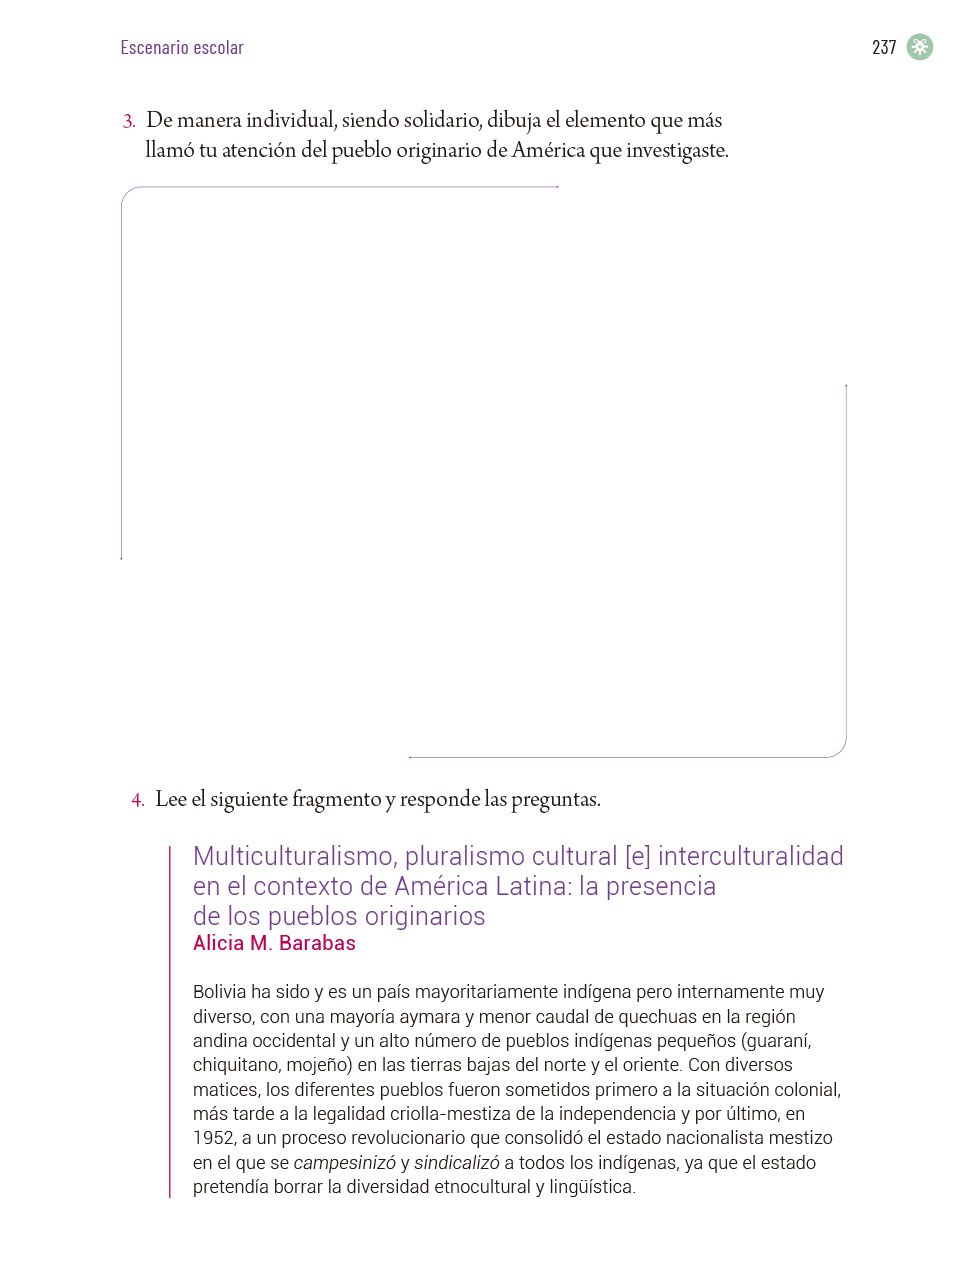 Escenario escolar
237
3. De manera individual, siendo solidario, dibuja el elemento que más
llamó tu atención del pueblo originario de América que investigaste.
4. Lee el siguiente fragmento y responde las preguntas.
Multiculturalismo, pluralismo cultural [e] interculturalidad
en el contexto de América Latina: la presencia
de los pueblos originarios
Alicia M. Barabas
Bolivia ha sido y es un país mayoritariamente indígena pero internamente muy
diverso, con una mayoría aymara y menor caudal de quechuas en la región
andina occidental y un alto número de pueblos indígenas pequeños (guaraní,
chiquitano, mojeño) en las tierras bajas del norte y el oriente. Con diversos
matices, los diferentes pueblos fueron sometidos primero a la situación colonial,
más tarde a la legalidad criolla-mestiza de la independencia y por último, en
1952, a un proceso revolucionario que consolidó el estado nacionalista mestizo
en el que se campesinizó y sindicalizó a todos los indígenas, ya que el estado
pretendía borrar la diversidad etnocultural y lingüística.